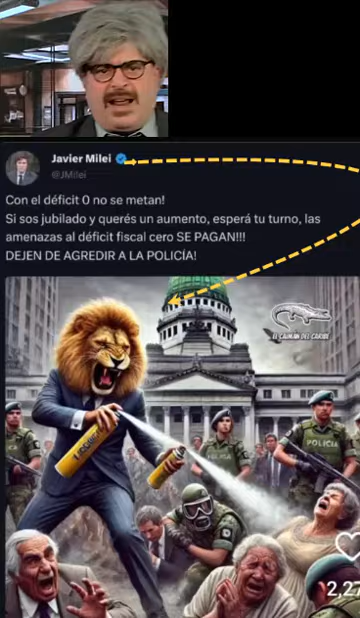 Javier Milei
@JMilei
Con el déficit 0 no se metan!
Si sos jubilado y querés un aumento, esperá tu turno, las
amenazas al déficit fiscal cero SE PAGAN!!!
DEJEN DE AGREDIR A LA POLICÍA!
EL CAIMÁN DEL CARIBE
POLICIA
2,27